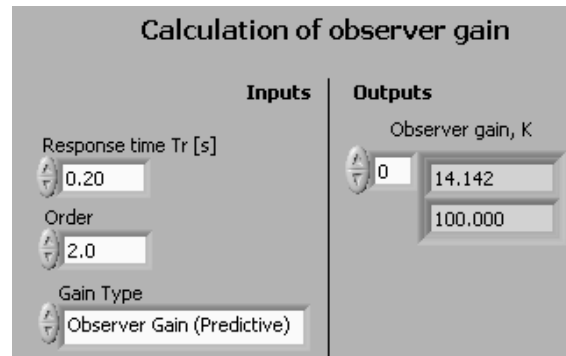 Calculation of observer gain
Inputs
Response time Tr [s]
0.20
Order
2.0
Gain Type
Observer Gain (Predictive)
Outputs
Observer gain, K
0
14.142
100.000